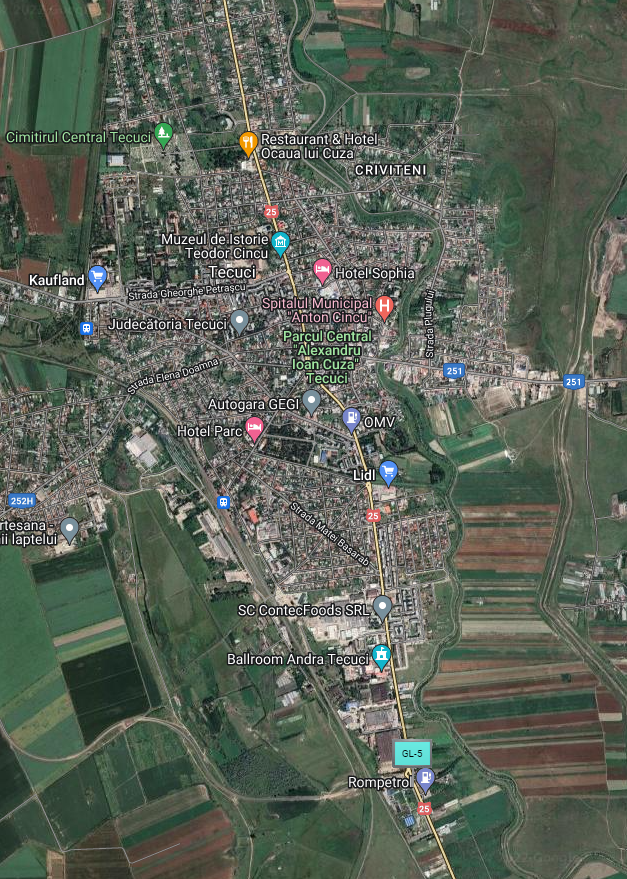 Cimitirul Central Tecuci
Restaurant & Hotel
Ocaua lui Cuza
CRIVITENI
25
Muzeul de Istorie
Teodor Cincu
Tecuci
Kaufland
Hotel Sophia
Strada Gheorghe Petrașcu
Spitalul Municipal
"Anton Cincu"
H
Strada Plugului
Judecătoria Tecuci
Parcul Central
"Alexandru
Ioan Cuza"
Tecuci
251
251
Strada Elena Doamna
Autogara GEGI
OMV
Hotel Parc
Lidl
252H
25
rtesana -
ii laptelui
Strada Matei Basarab
SC ContecFoods SRL
Ballroom Andra Tecuci
GL-5
Rompetrol
25